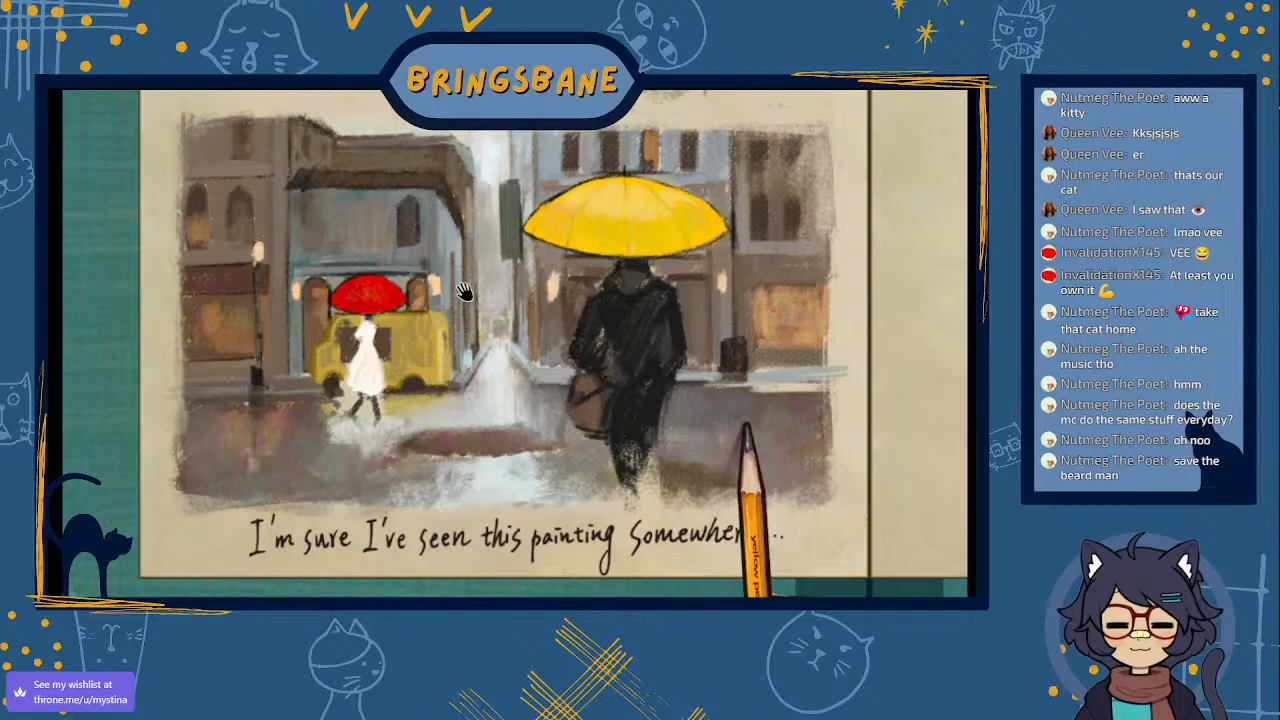 BRINGSBANE
I'm sure I've seen this painting somewher ...
yellow p
Nutmeg The Poet: aww a
kitty
Queen Vee: Kksjsjsjs
Queen Vee: er
Nutmeg The Poet: thats our
cat
Queen Vee: I saw that 👁
Nutmeg The Poet: lmao vee
InvalidationX145: VEE 😂
InvalidationX145: At least you
own it 💪
Nutmeg The Poet: 💘 take
that cat home
Nutmeg The Poet: ah the
music tho
Nutmeg The Poet: hmm
Nutmeg The Poet: does the
mc do the same stuff everyday?
Nutmeg The Poet: oh noo
Nutmeg The Poet: save the
beard man
See my wishlist at
throne.me/u/mystina